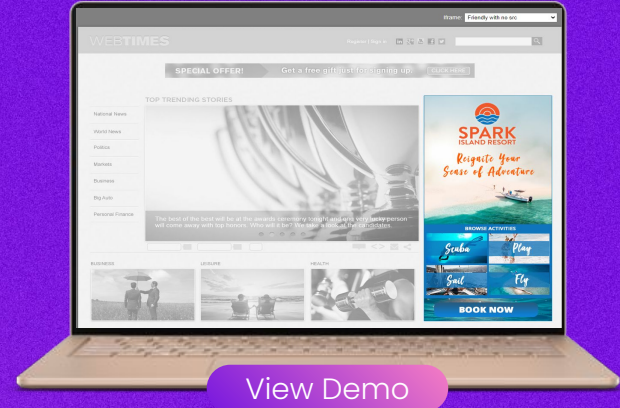 Iframe: Friendly with no src
WEBTIMES
Register | Sign in
SPECIAL OFFER! Get a free gift just for signing up CLICK HERE
TOP TRENDING STORIES
National News
World News
Politics
Markets
Business
Big Auto
Personal Finance
The best of the best will be at the awards ceremony tonight and one very lucky person
will come away with top honors. Who will it be? We take a look at the candidates.
BUSINESS
LEISURE
HEALTH
SPARK
ISLAND RESORT
Reignite Your
Sense of Adventure
BROWSE ACTIVITIES
Scuba
Play
Sail
Fly
BOOK NOW
View Demo